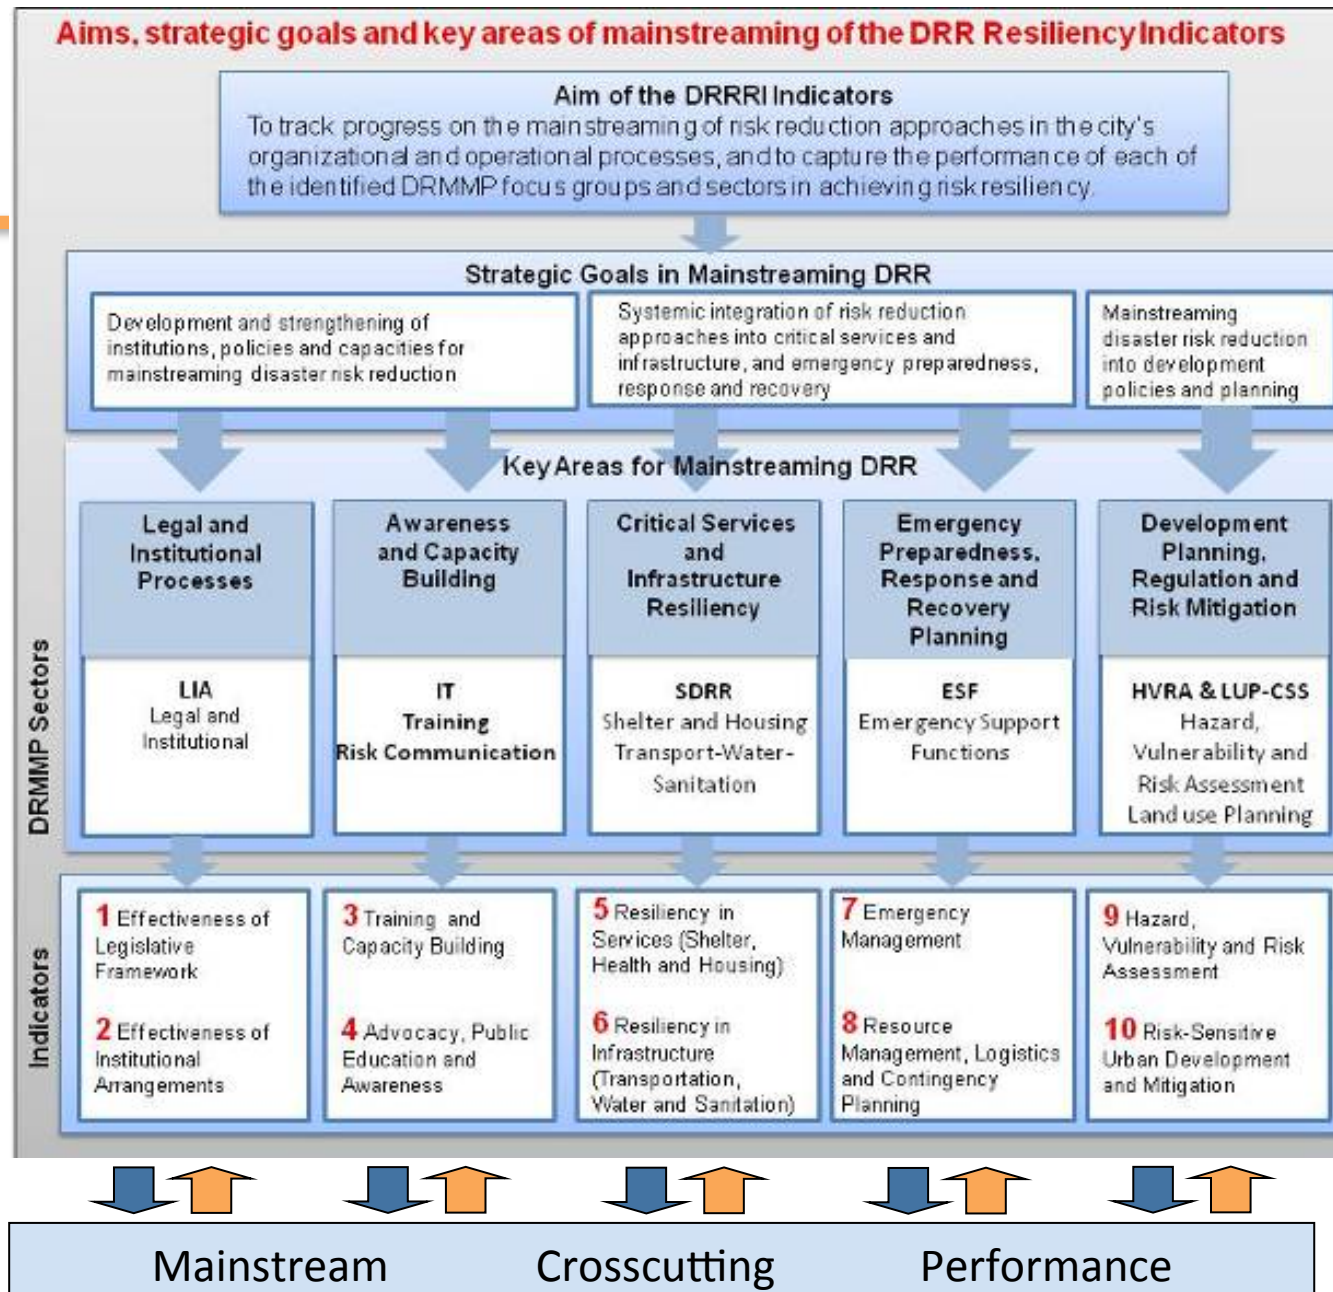 Aims, strategic goals and key areas of mainstreaming of the DRR Resiliency Indicators
Aim of the DRRRI Indicators
To track progress on the mainstreaming of risk reduction approaches in the city's
organizational and operational processes, and to capture the performance of each of
the identified DRMMP focus groups and sectors in achieving risk resiliency.
Strategic Goals in Mainstreaming DRR
Development and strengthening of
institutions, policies and capacities for
mainstreaming disaster risk reduction
Systemic integration of risk reduction
approaches into critical services and
infrastructure, and emergency preparedness,
response and recovery
Mainstreaming
disaster risk reduction
into development
policies and planning
Key Areas for Mainstreaming DRR
Legal and
Institutional
Processes
Awareness
and Capacity
Building
Critical Services
and
Infrastructure
Resiliency
Emergency
Preparedness,
Response and
Recovery
Planning
Development
Planning,
Regulation and
Risk Mitigation
DRMMP Sectors
LIA
Legal and
Institutional
IT
Training
Risk Communication
SDRR
Shelter and Housing
Transport-Water-
Sanitation
ESF
Emergency Support
Functions
HVRA & LUP-CSS
Hazard,
Vulnerability and
Risk Assessment
Land use Planning
Indicators
1 Effectiveness of
Legislative
Framework
2 Effectiveness of
Institutional
Arrangements
3 Training and
Capacity Building
4 Advocacy, Public
Education and
Awareness
5 Resiliency in
Services (Shelter,
Health and Housing)
6 Resiliency in
Infrastructure
(Transportation,
Water and Sanitation)
7 Emergency
Management
8 Resource
Management, Logistics
and Contingency
Planning
9 Hazard,
Vulnerability and Risk
Assessment
10 Risk-Sensitive
Urban Development
and Mitigation
Mainstream Crosscutting Performance